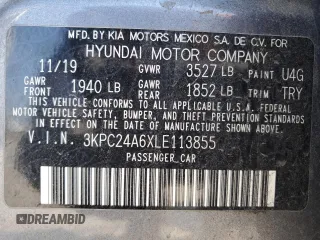 MFD. BY KIA MOTORS MEXICO S.A. DE C.V. FOR
HYUNDAI MOTOR COMPANY
11/19 GVWR 3527 LB PAINT U4G
GAWR FRONT 1940 LB GAWR REAR 1852 LB TRIM TRY
THIS VEHICLE CONFORMS TO ALL APPLICABLE U.S. FEDERAL
MOTOR VEHICLE SAFETY, BUMPER, AND THEFT PREVENTION
STANDARDS IN EFFECT ON THE DATE OF MANUFACTURE
SHOWN ABOVE.
V.I.N. 3KPC24A6XLE113855
PASSENGER CAR
DREAMBID